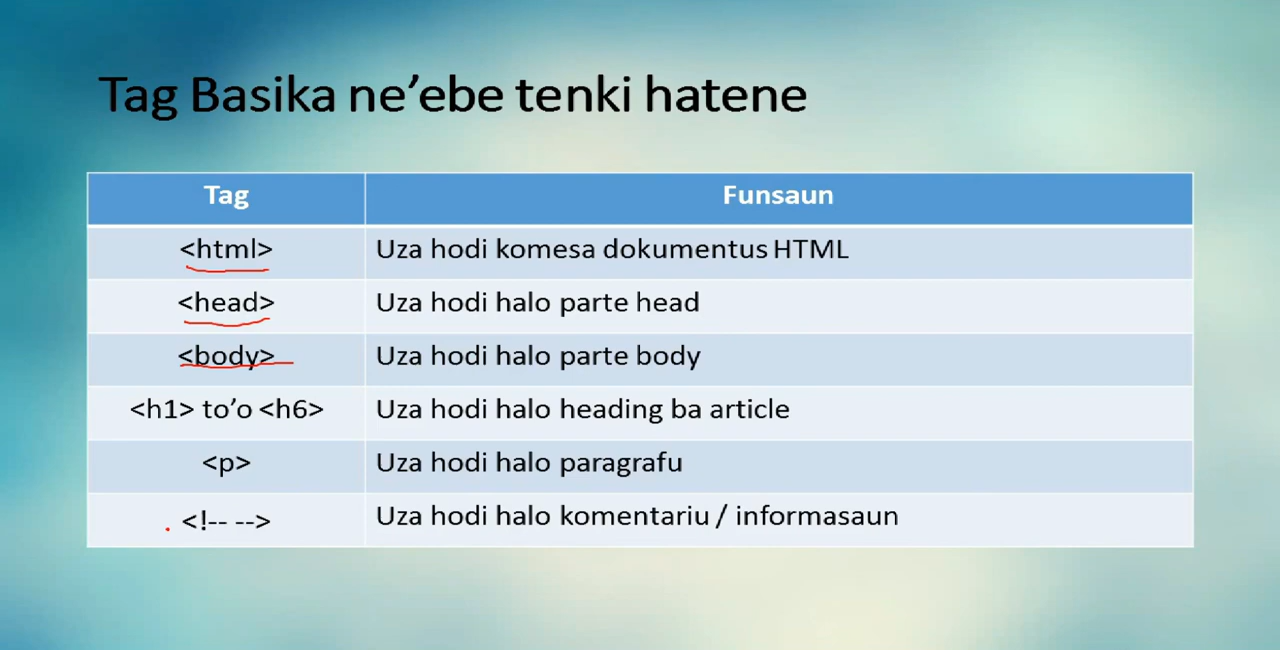 Tag Basika ne’ebe tenki hatene
Tag Funsaun
<html> Uza hodi komesa dokumentus HTML
<head> Uza hodi halo parte head
<body> Uza hodi halo parte body
<h1> to’o <h6> Uza hodi halo heading ba article
<p> Uza hodi halo paragrafu
<!-- --> Uza hodi halo komentariu / informasaun